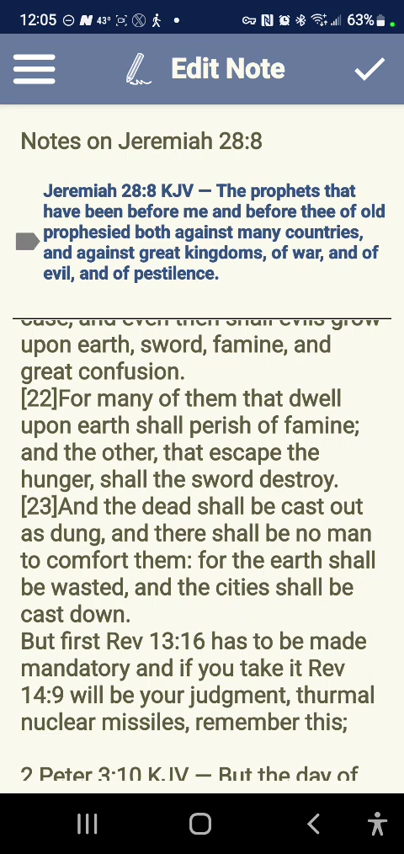 12:05 N 43° 63%
Edit Note
Notes on Jeremiah 28:8
Jeremiah 28:8 KJV — The prophets that
have been before me and before thee of old
prophesied both against many countries,
and against great kingdoms, of war, and of
evil, and of pestilence.
case, and even then shall evils grow
upon earth, sword, famine, and
great confusion.
[22]For many of them that dwell
upon earth shall perish of famine;
and the other, that escape the
hunger, shall the sword destroy.
[23]And the dead shall be cast out
as dung, and there shall be no man
to comfort them: for the earth shall
be wasted, and the cities shall be
cast down.
But first Rev 13:16 has to be made
mandatory and if you take it Rev
14:9 will be your judgment, thurmal
nuclear missiles, remember this;
2 Peter 3:10 KJV — But the day of